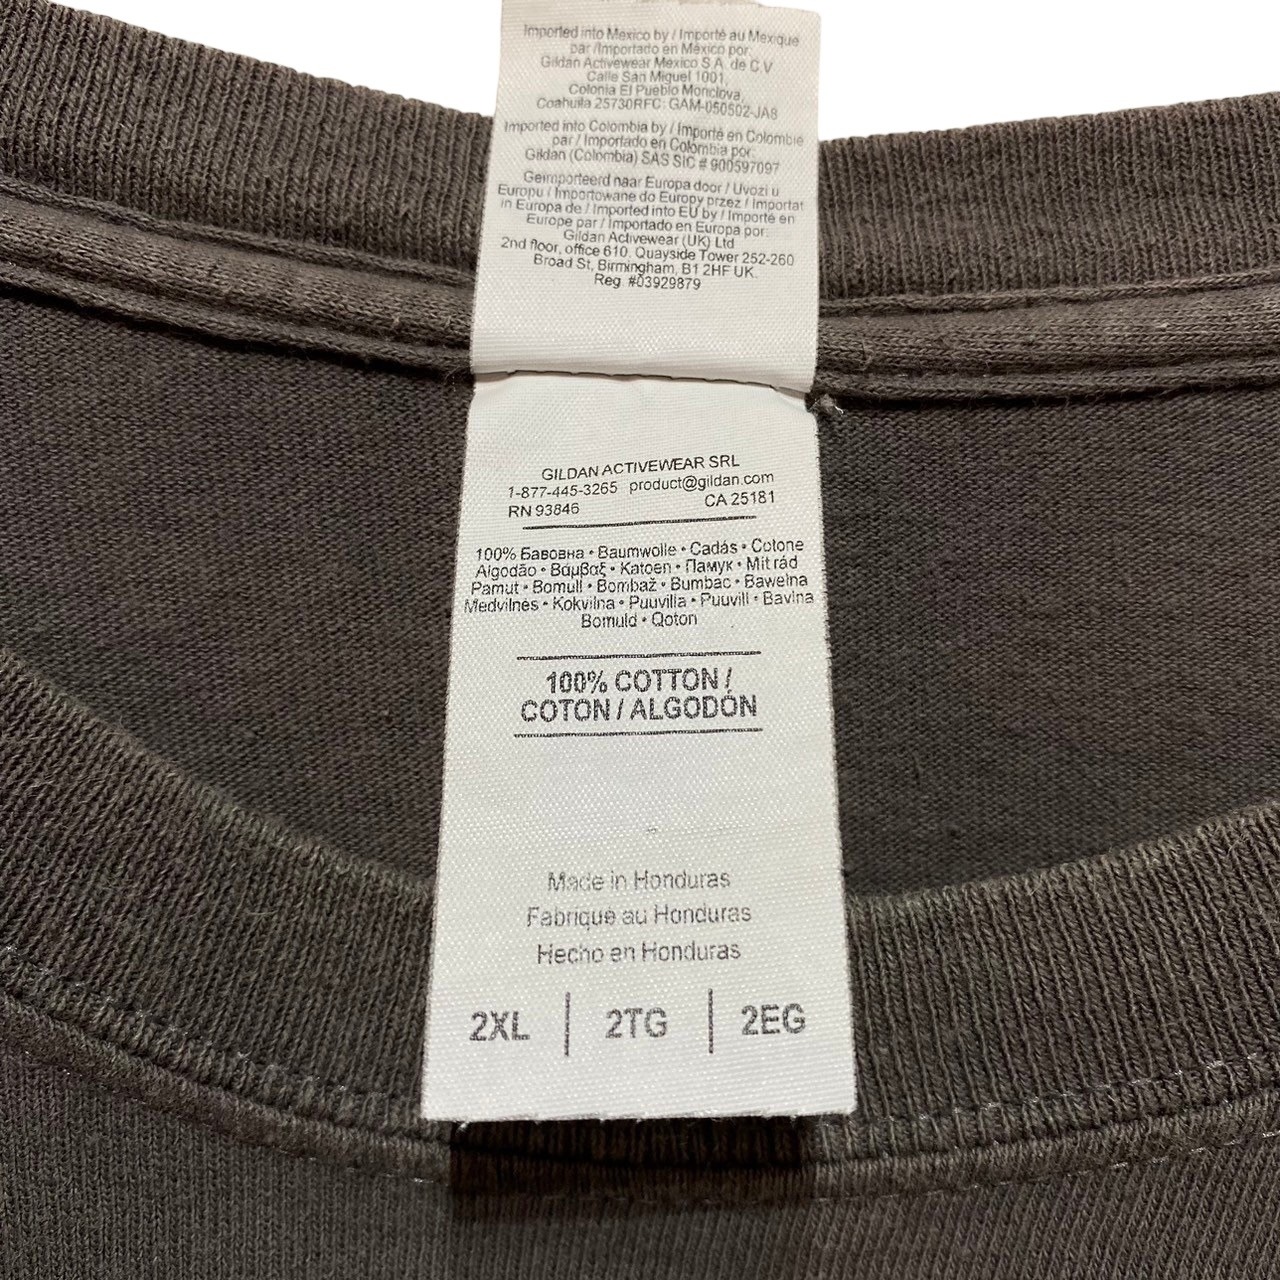 Imported into Mexico by / Importé au Mexique
par /Importado en México por:
Gildan Activewear Mexico S.A. de C.V
Calle San Miguel 1001,
Colonia El Pueblo Monclova,
Coahuila 25730RFC: GAM-050502-JA8
Imported into Colombia by / Importé en Colombie
par / Importado en Colombia por:
Gildan (Colombia) SAS SIC # 900597097
Geïmporteerd naar Europa door / Uvozi u
Europu / Importowane do Europy przez / Importat
in Europa de / Imported into EU by / Importé en
Europe par / Importado en Europa por:
Gildan Activewear (UK) Ltd
2nd floor, office 610, Quayside Tower 252-260
Broad St, Birmingham, B1 2HF UK.
Reg. #03929879
GILDAN ACTIVEWEAR SRL
1-877-445-3265 product@gildan.com
RN 93846 CA 25181
100% Бавовна • Baumwolle • Cadás • Cotone
Algodão • Βάμβαξ • Katoen • Памук • Mit rád
Pamut • Bomull • Bombaž • Bumbac • Bawełna
Medvilnės • Kokvilna • Puuvilla • Puuvill • Bavlna
Bomuld • Qoton
100% COTTON /
COTON / ALGODÓN
Made in Honduras
Fabrique au Honduras
Hecho en Honduras
2XL | 2TG | 2EG